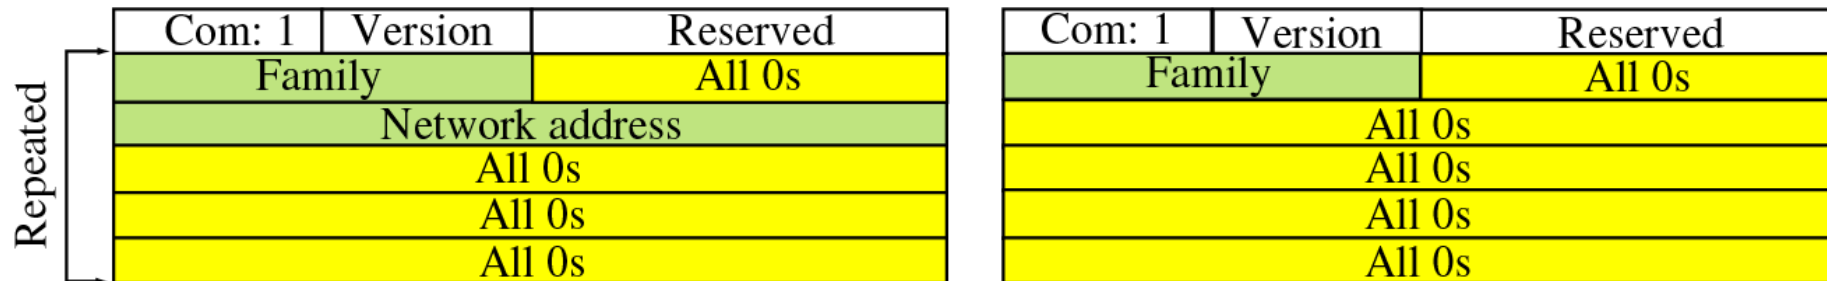 Repeated
Com: 1 Version Reserved
Family All 0s
Network address
All 0s
All 0s
All 0s
Com: 1 Version Reserved
Family All 0s
All 0s
All 0s
All 0s
All 0s